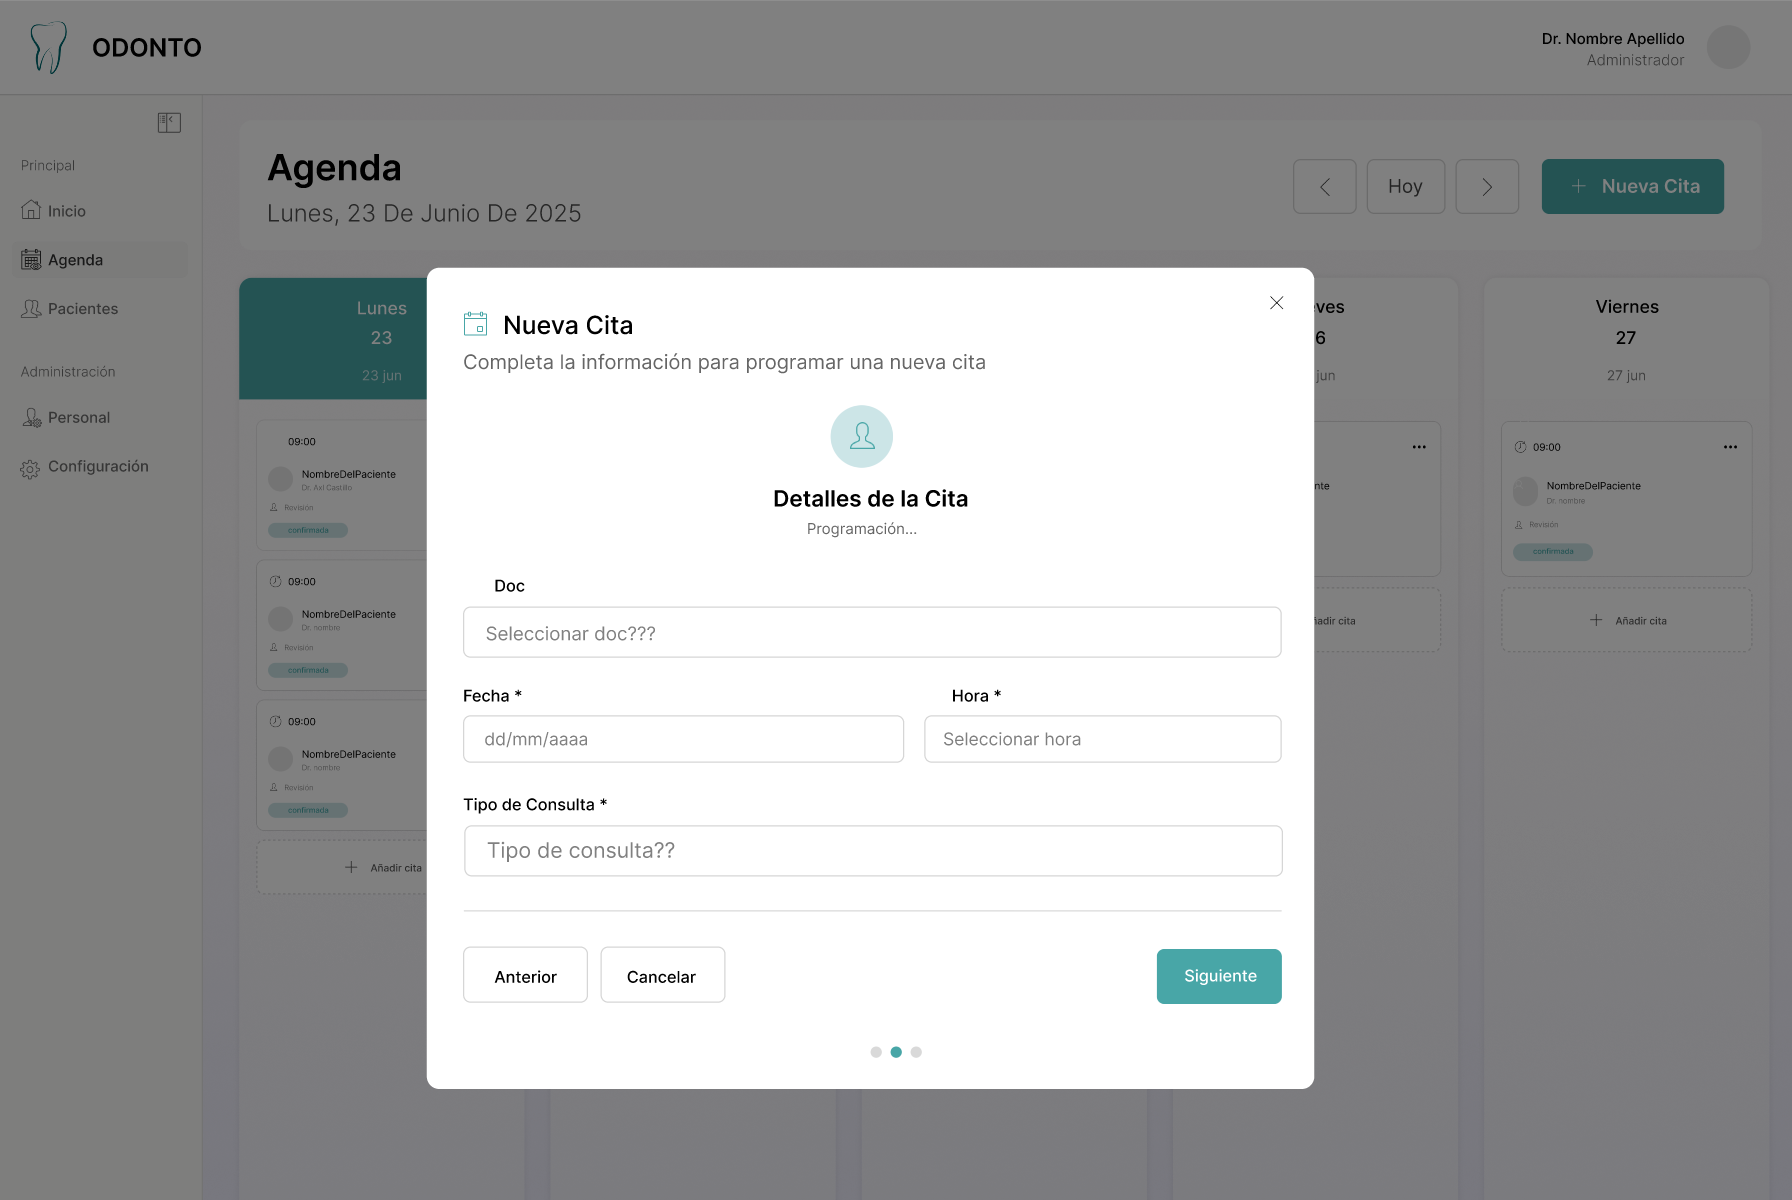 ODONTO
Dr. Nombre Apellido
Administrador
Principal
Inicio
Agenda
Pacientes
Administración
Personal
Configuración
Agenda
Lunes, 23 De Junio De 2025
Hoy
+ Nueva Cita
Lunes
23
23 jun
09:00
NombreDelPaciente
Dr. Axl Castillo
Revisión
confirmada
09:00
NombreDelPaciente
Dr. nombre
Revisión
confirmada
09:00
NombreDelPaciente
Dr. nombre
Revisión
confirmada
+ Añadir cita
Nueva Cita
Completa la información para programar una nueva cita
Detalles de la Cita
Programación...
Doc
Seleccionar doc???
Fecha *
Hora *
dd/mm/aaaa
Seleccionar hora
Tipo de Consulta *
Tipo de consulta??
Anterior
Cancelar
Siguiente
ves
6
jun
nte
adir cita
Viernes
27
27 jun
09:00
NombreDelPaciente
Dr. nombre
Revisión
confirmada
+ Añadir cita